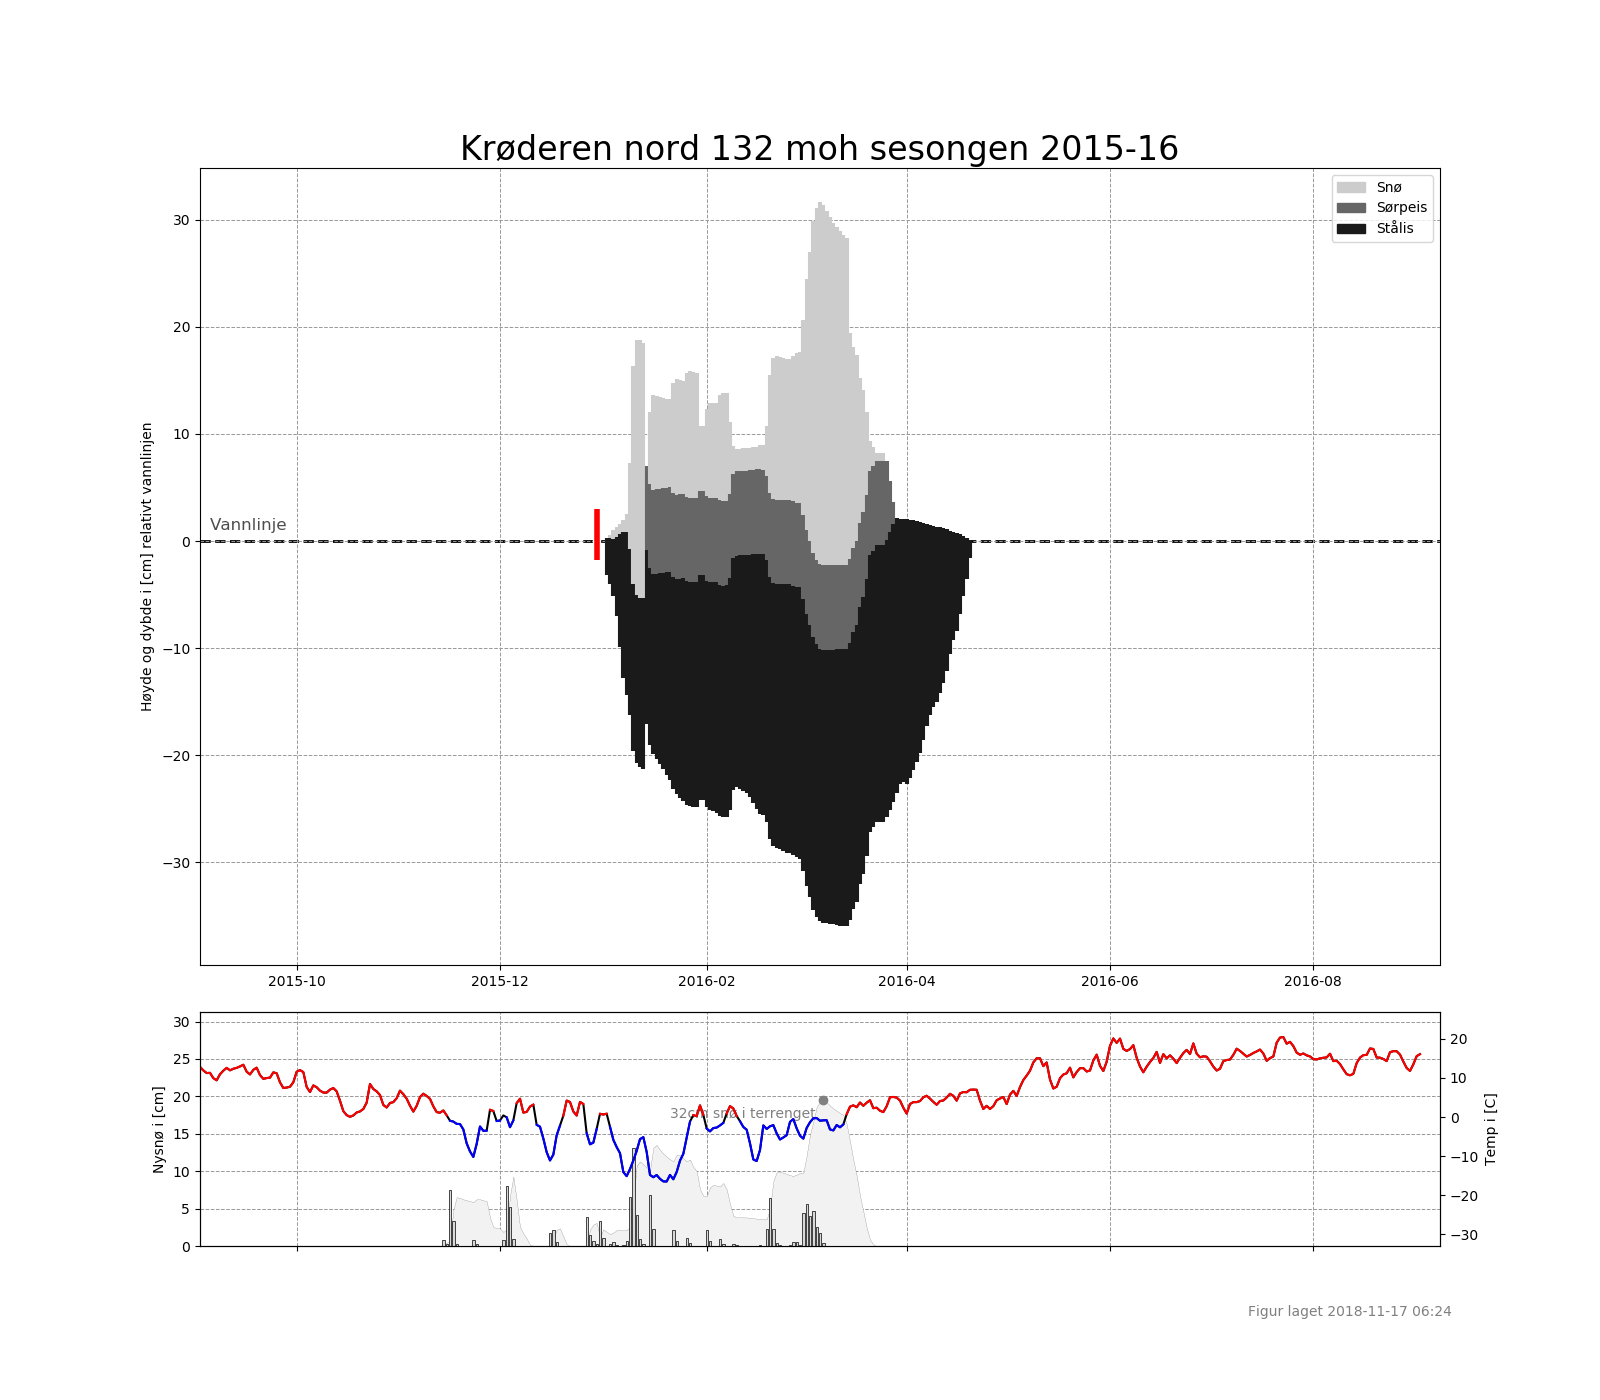 Krøderen nord 132 moh sesongen 2015-16
Snø
Sørpeis
Stålis
30
20
10
0
−10
−20
−30
Høyde og dybde i [cm] relativt vannlinjen
Vannlinje
2015-10
2015-12
2016-02
2016-04
2016-06
2016-08
30
25
20
15
10
5
0
Nysnø i [cm]
32cm snø i terrenget
20
10
0
−10
−20
−30
Temp i [C]
Figur laget 2018-11-17 06:24